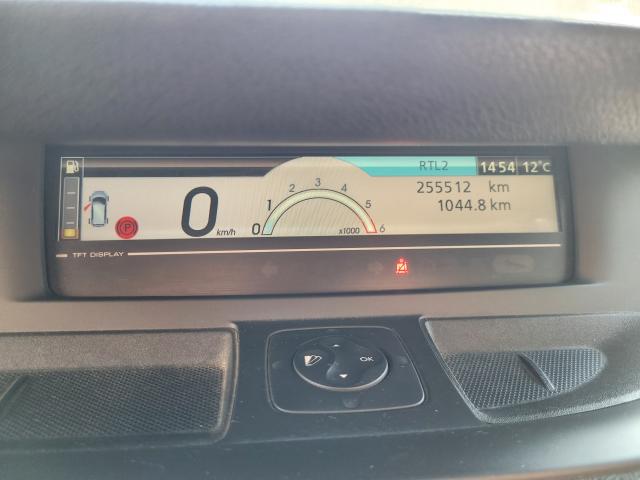 RTL2 14:54 12°C
255512 km
1044.8 km
0 km/h
0 1 2 3 4 5 6
x1000
P
TFT DISPLAY
OK